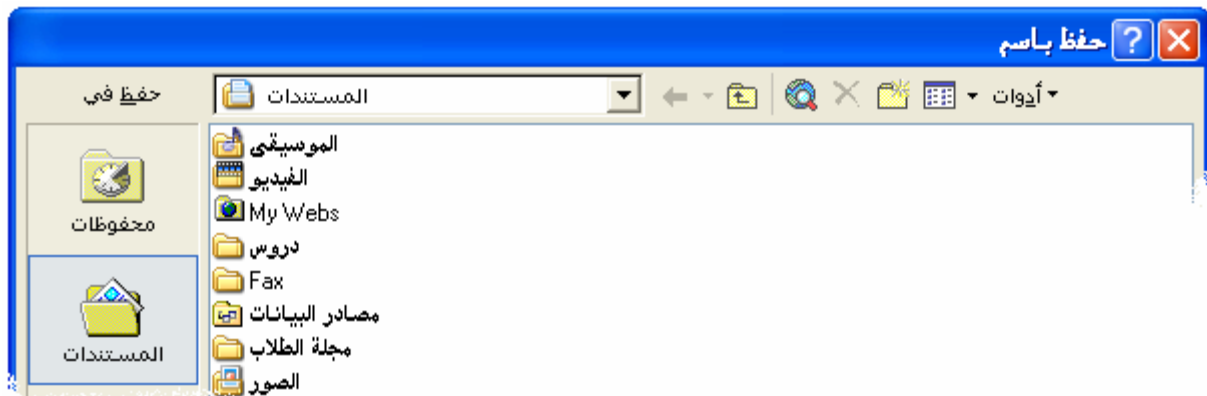 حفظ باسم
حفظ في
المستندات
أدوات
الموسيقى
الفيديو
My Webs
دروس
Fax
مصادر البيانات
مجلة الطلاب
الصور
محفوظات
المستندات